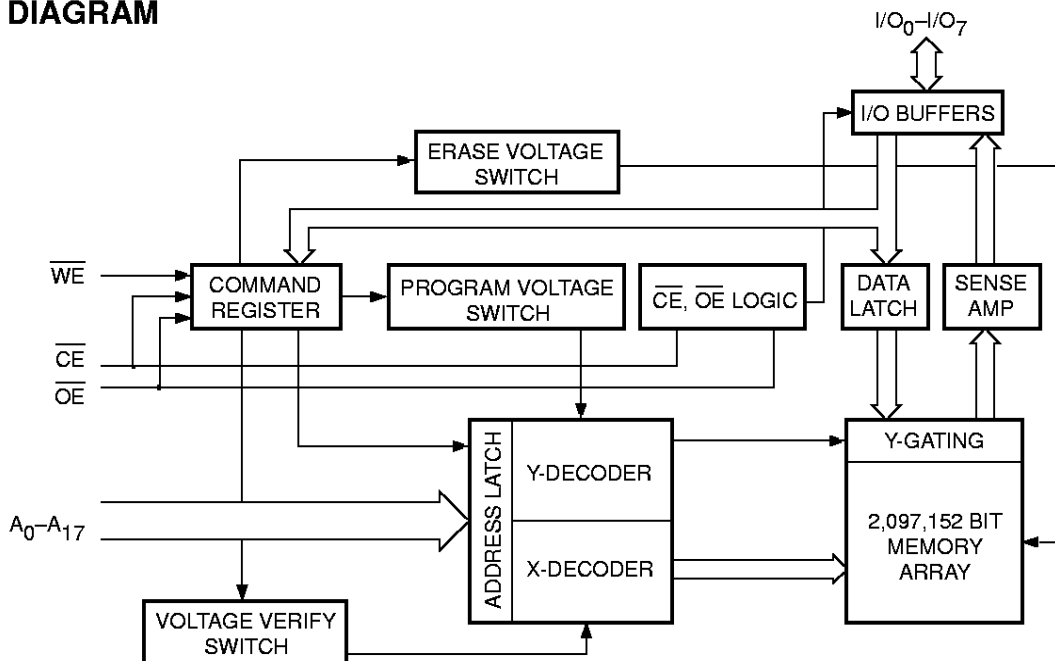 DIAGRAM
I/O0–I/O7
I/O BUFFERS
ERASE VOLTAGE
SWITCH
WE
COMMAND
REGISTER
PROGRAM VOLTAGE
SWITCH
CE, OE LOGIC
DATA
LATCH
SENSE
AMP
CE
OE
ADDRESS LATCH
Y-DECODER
Y-GATING
A0–A17
X-DECODER
2,097,152 BIT
MEMORY
ARRAY
VOLTAGE VERIFY
SWITCH